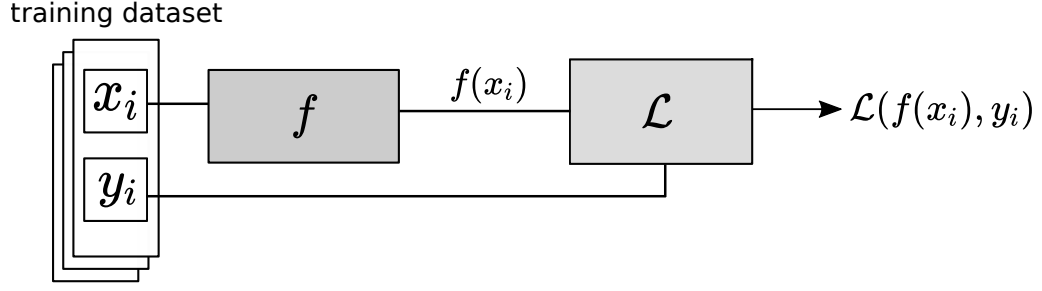 training dataset
x_i
f
f(x_i)
ℒ
ℒ(f(x_i), y_i)
y_i